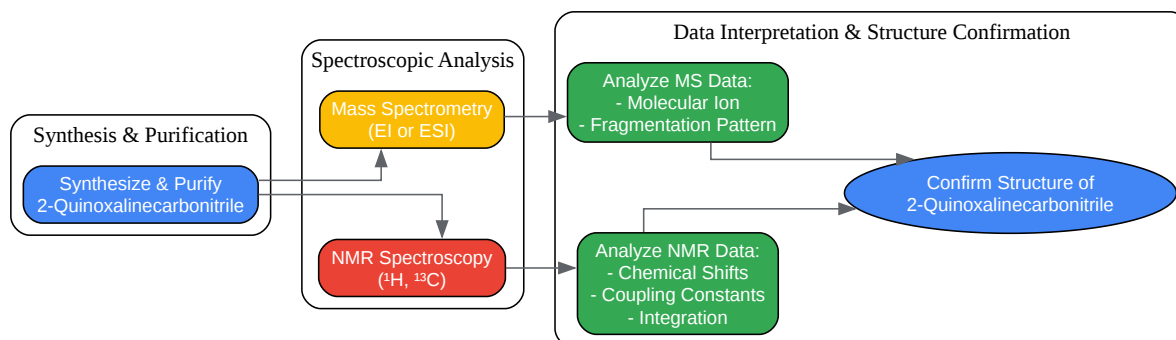 Synthesis & Purification
Synthesize & Purify
2-Quinoxalinecarbonitrile
Spectroscopic Analysis
Mass Spectrometry
(EI or ESI)
NMR Spectroscopy
(¹H, ¹³C)
Data Interpretation & Structure Confirmation
Analyze MS Data:
- Molecular Ion
- Fragmentation Pattern
Analyze NMR Data:
- Chemical Shifts
- Coupling Constants
- Integration
Confirm Structure of
2-Quinoxalinecarbonitrile